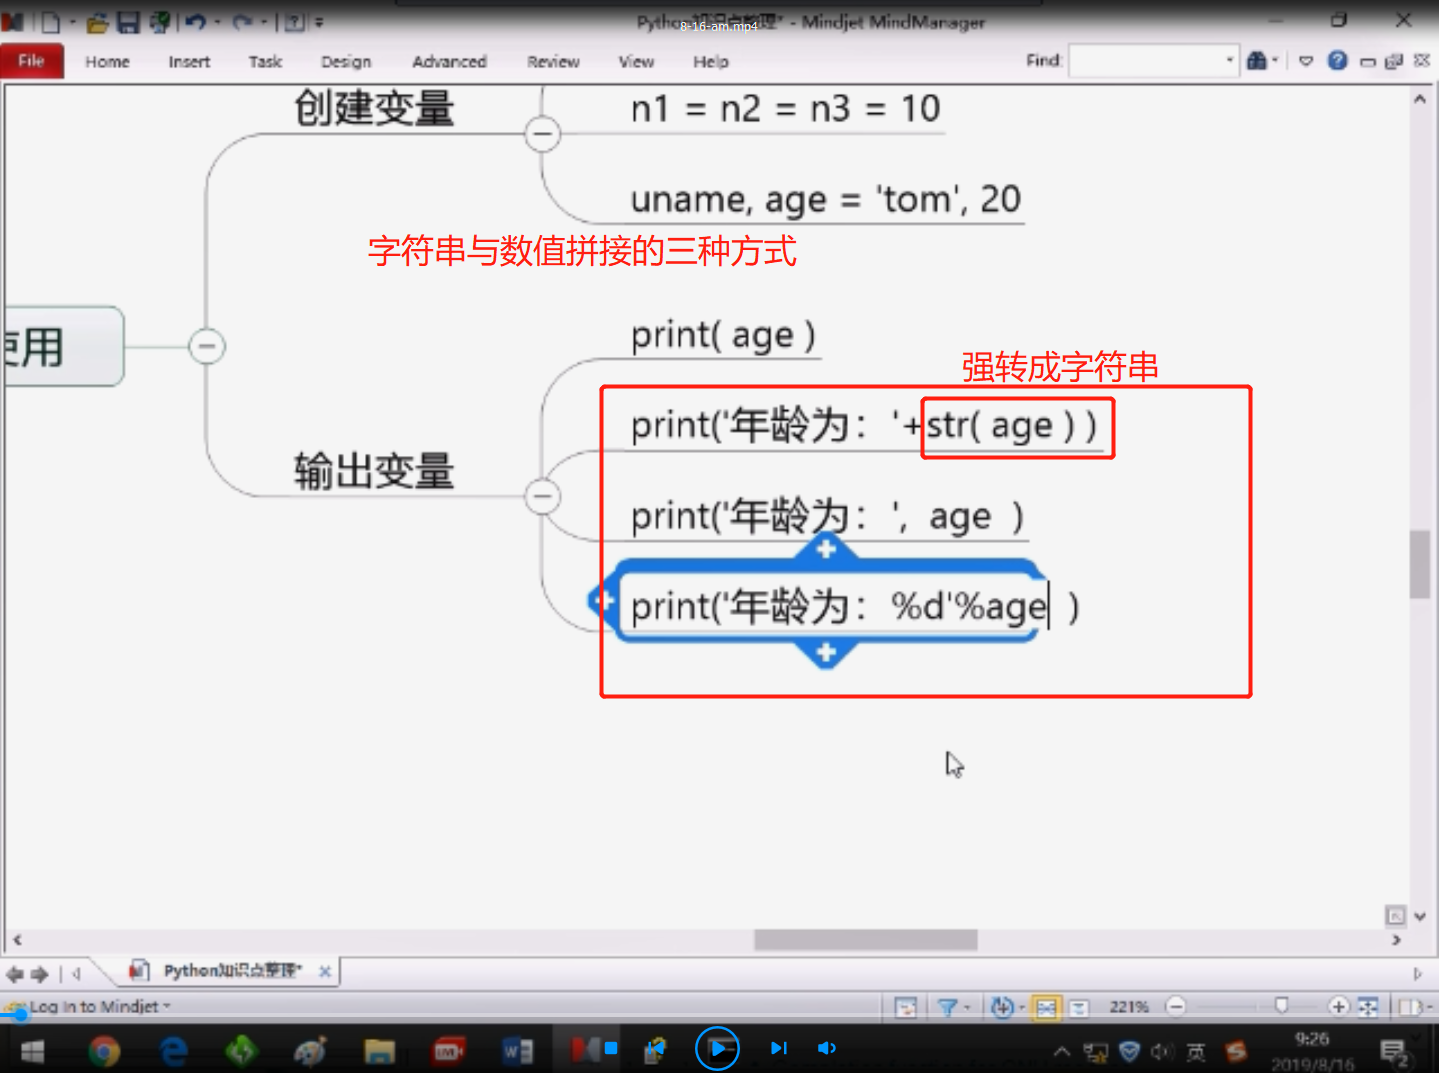 Python知识点整理* - Mindjet MindManager
8-16-am.mp4
File Home Insert Task Design Advanced Review View Help Find:
创建变量
n1 = n2 = n3 = 10
uname, age = 'tom', 20
字符串与数值拼接的三种方式
使用
print( age )
强转成字符串
print('年龄为：'+str( age ) )
输出变量
print('年龄为：', age )
print('年龄为：%d'%age )
Python知识点整理*
Log In to Mindjet
221%
英
9:26
2019/8/16
2